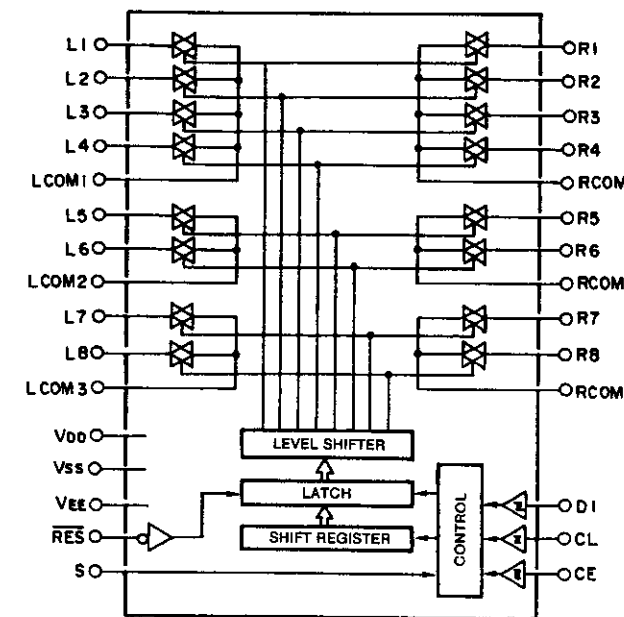 L1
R1
L2
R2
L3
R3
L4
R4
LCOM1
RCOM
L5
R5
L6
R6
LCOM2
RCOM
L7
R7
L8
R8
LCOM3
RCOM
VDD
LEVEL SHIFTER
VSS
LATCH
VEE
DI
RES
SHIFT REGISTER
CONTROL
CL
S
CE